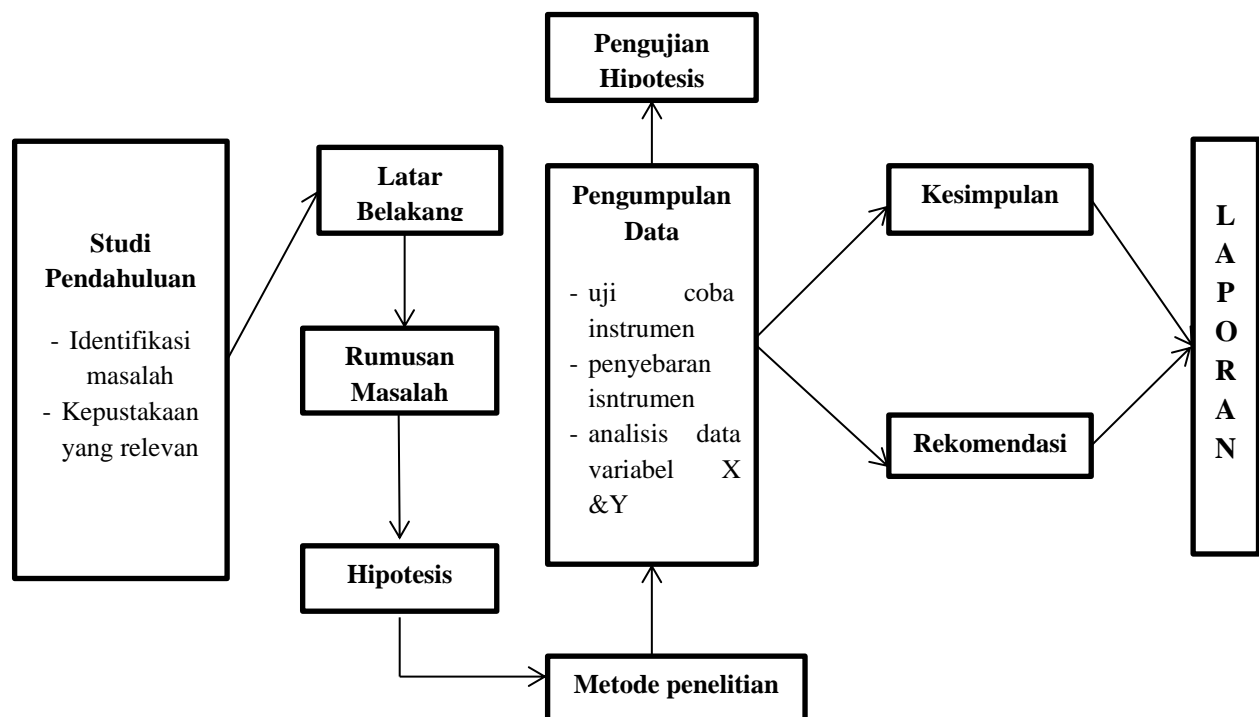 Studi
Pendahuluan
- Identifikasi
masalah
- Kepustakaan
yang relevan
Latar
Belakang
Rumusan
Masalah
Hipotesis
Metode penelitian
Pengumpulan
Data
- uji coba
instrumen
- penyebaran
isntrumen
- analisis data
variabel X
&Y
Pengujian
Hipotesis
Kesimpulan
Rekomendasi
L
A
P
O
R
A
N